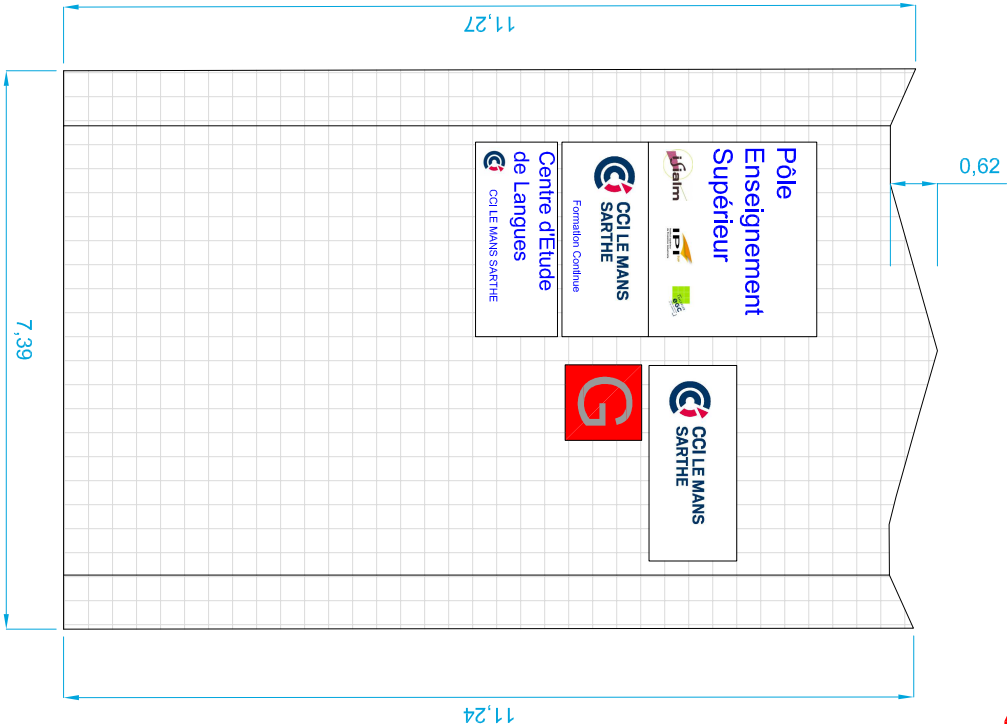 11,27
0,62
7,39
11,24
Pôle
Enseignement
Supérieur
isialm
IPI
CCI LE MANS
SARTHE
Formation Continue
Centre d'Etude
de Langues
CCI LE MANS SARTHE
CCI LE MANS
SARTHE
G